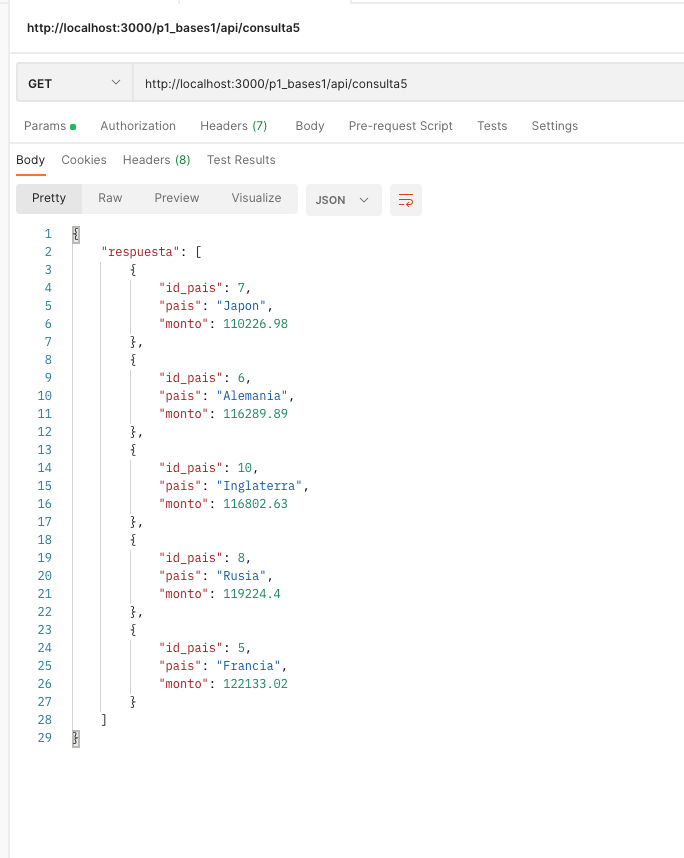 http://localhost:3000/p1_bases1/api/consulta5
GET http://localhost:3000/p1_bases1/api/consulta5
Params Authorization Headers (7) Body Pre-request Script Tests Settings
Body Cookies Headers (8) Test Results
Pretty Raw Preview Visualize JSON
1 {
2 "respuesta": [
3 {
4 "id_pais": 7,
5 "pais": "Japon",
6 "monto": 110226.98
7 },
8 {
9 "id_pais": 6,
10 "pais": "Alemania",
11 "monto": 116289.89
12 },
13 {
14 "id_pais": 10,
15 "pais": "Inglaterra",
16 "monto": 116802.63
17 },
18 {
19 "id_pais": 8,
20 "pais": "Rusia",
21 "monto": 119224.4
22 },
23 {
24 "id_pais": 5,
25 "pais": "Francia",
26 "monto": 122133.02
27 }
28 ]
29 }